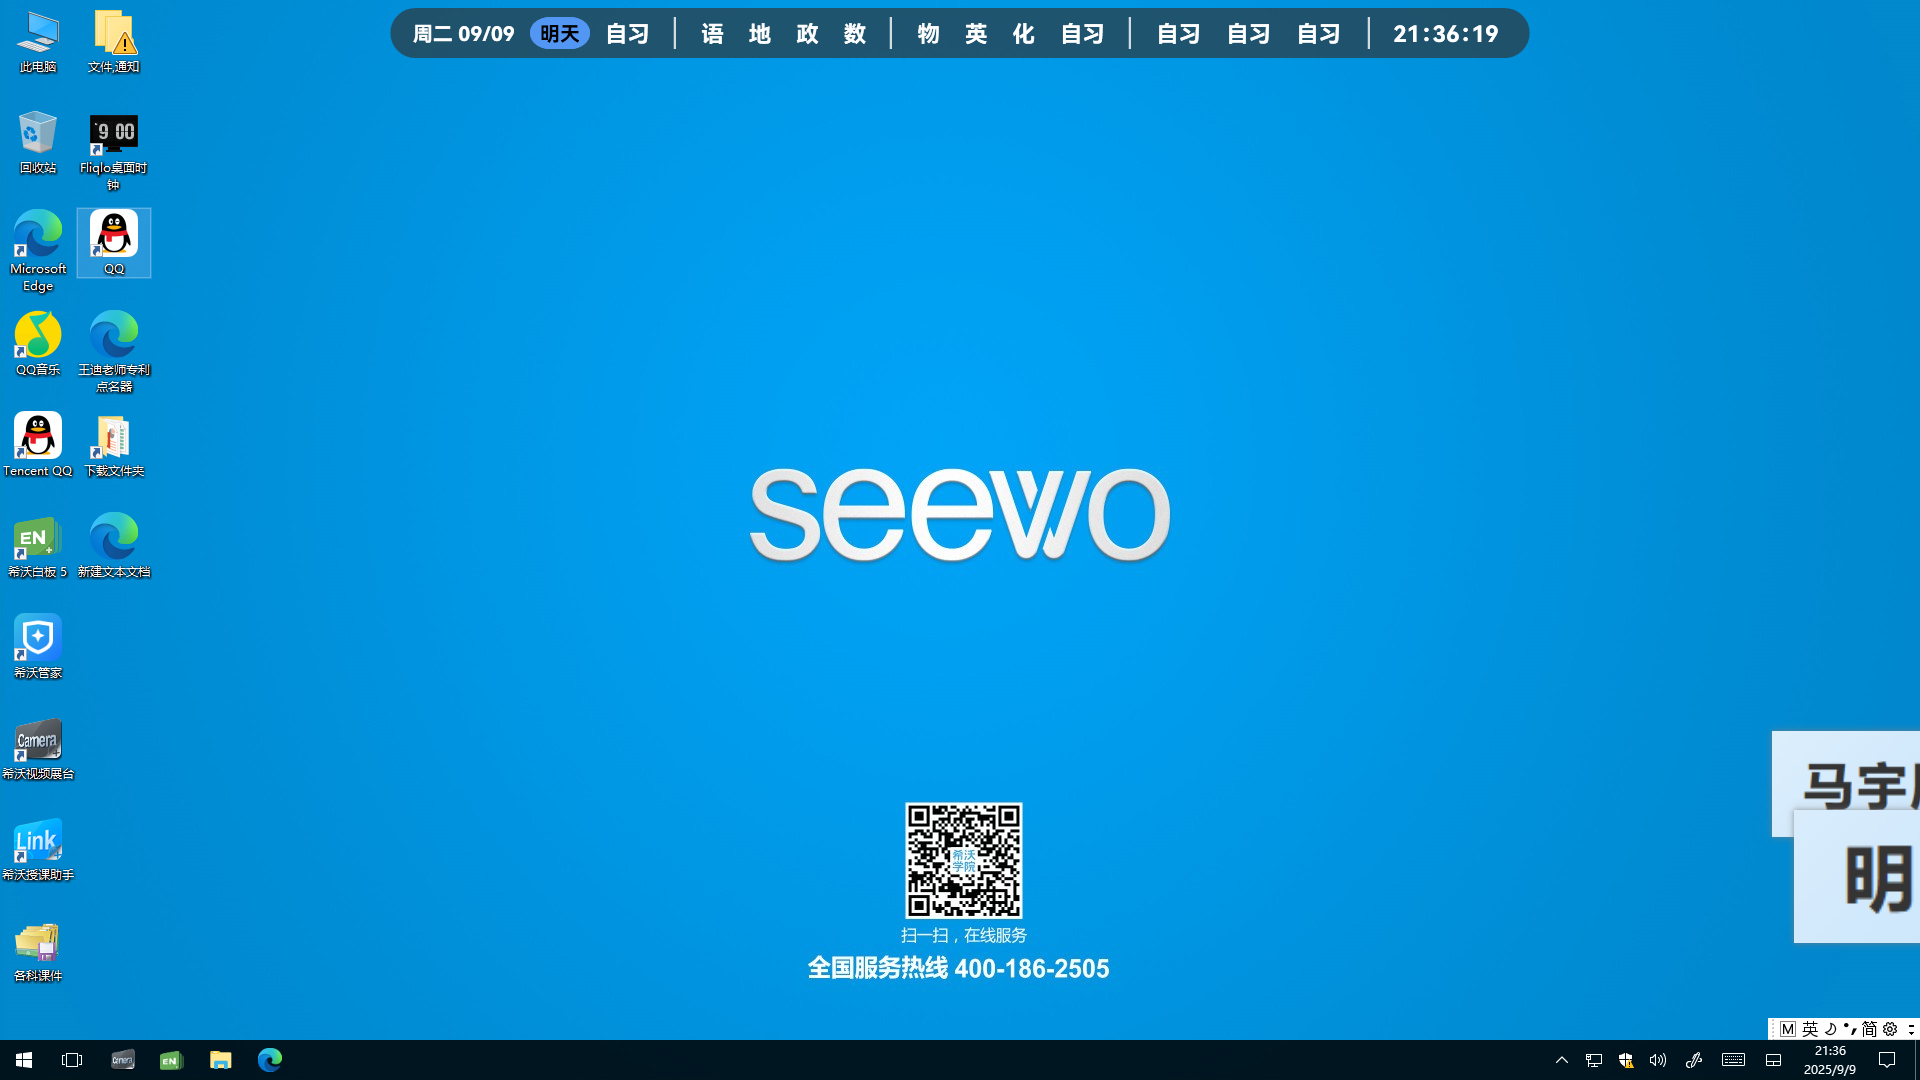 周二 09/09 明天 自习 | 语 地 政 数 | 物 英 化 自习 | 自习 自习 自习 | 21:36:19
此电脑
文件,通知
回收站
9 00
Fliqlo桌面时钟
Microsoft Edge
QQ
QQ音乐
王迪老师专利点名器
Tencent QQ
下载文件夹
EN
希沃白板 5
新建文本文档
希沃管家
Camera
希沃视频展台
Link
希沃授课助手
各科课件
seewo
希沃
学院
扫一扫，在线服务
全国服务热线 400-186-2505
马宇
明
M 英 简
Camera
EN
21:36
2025/9/9